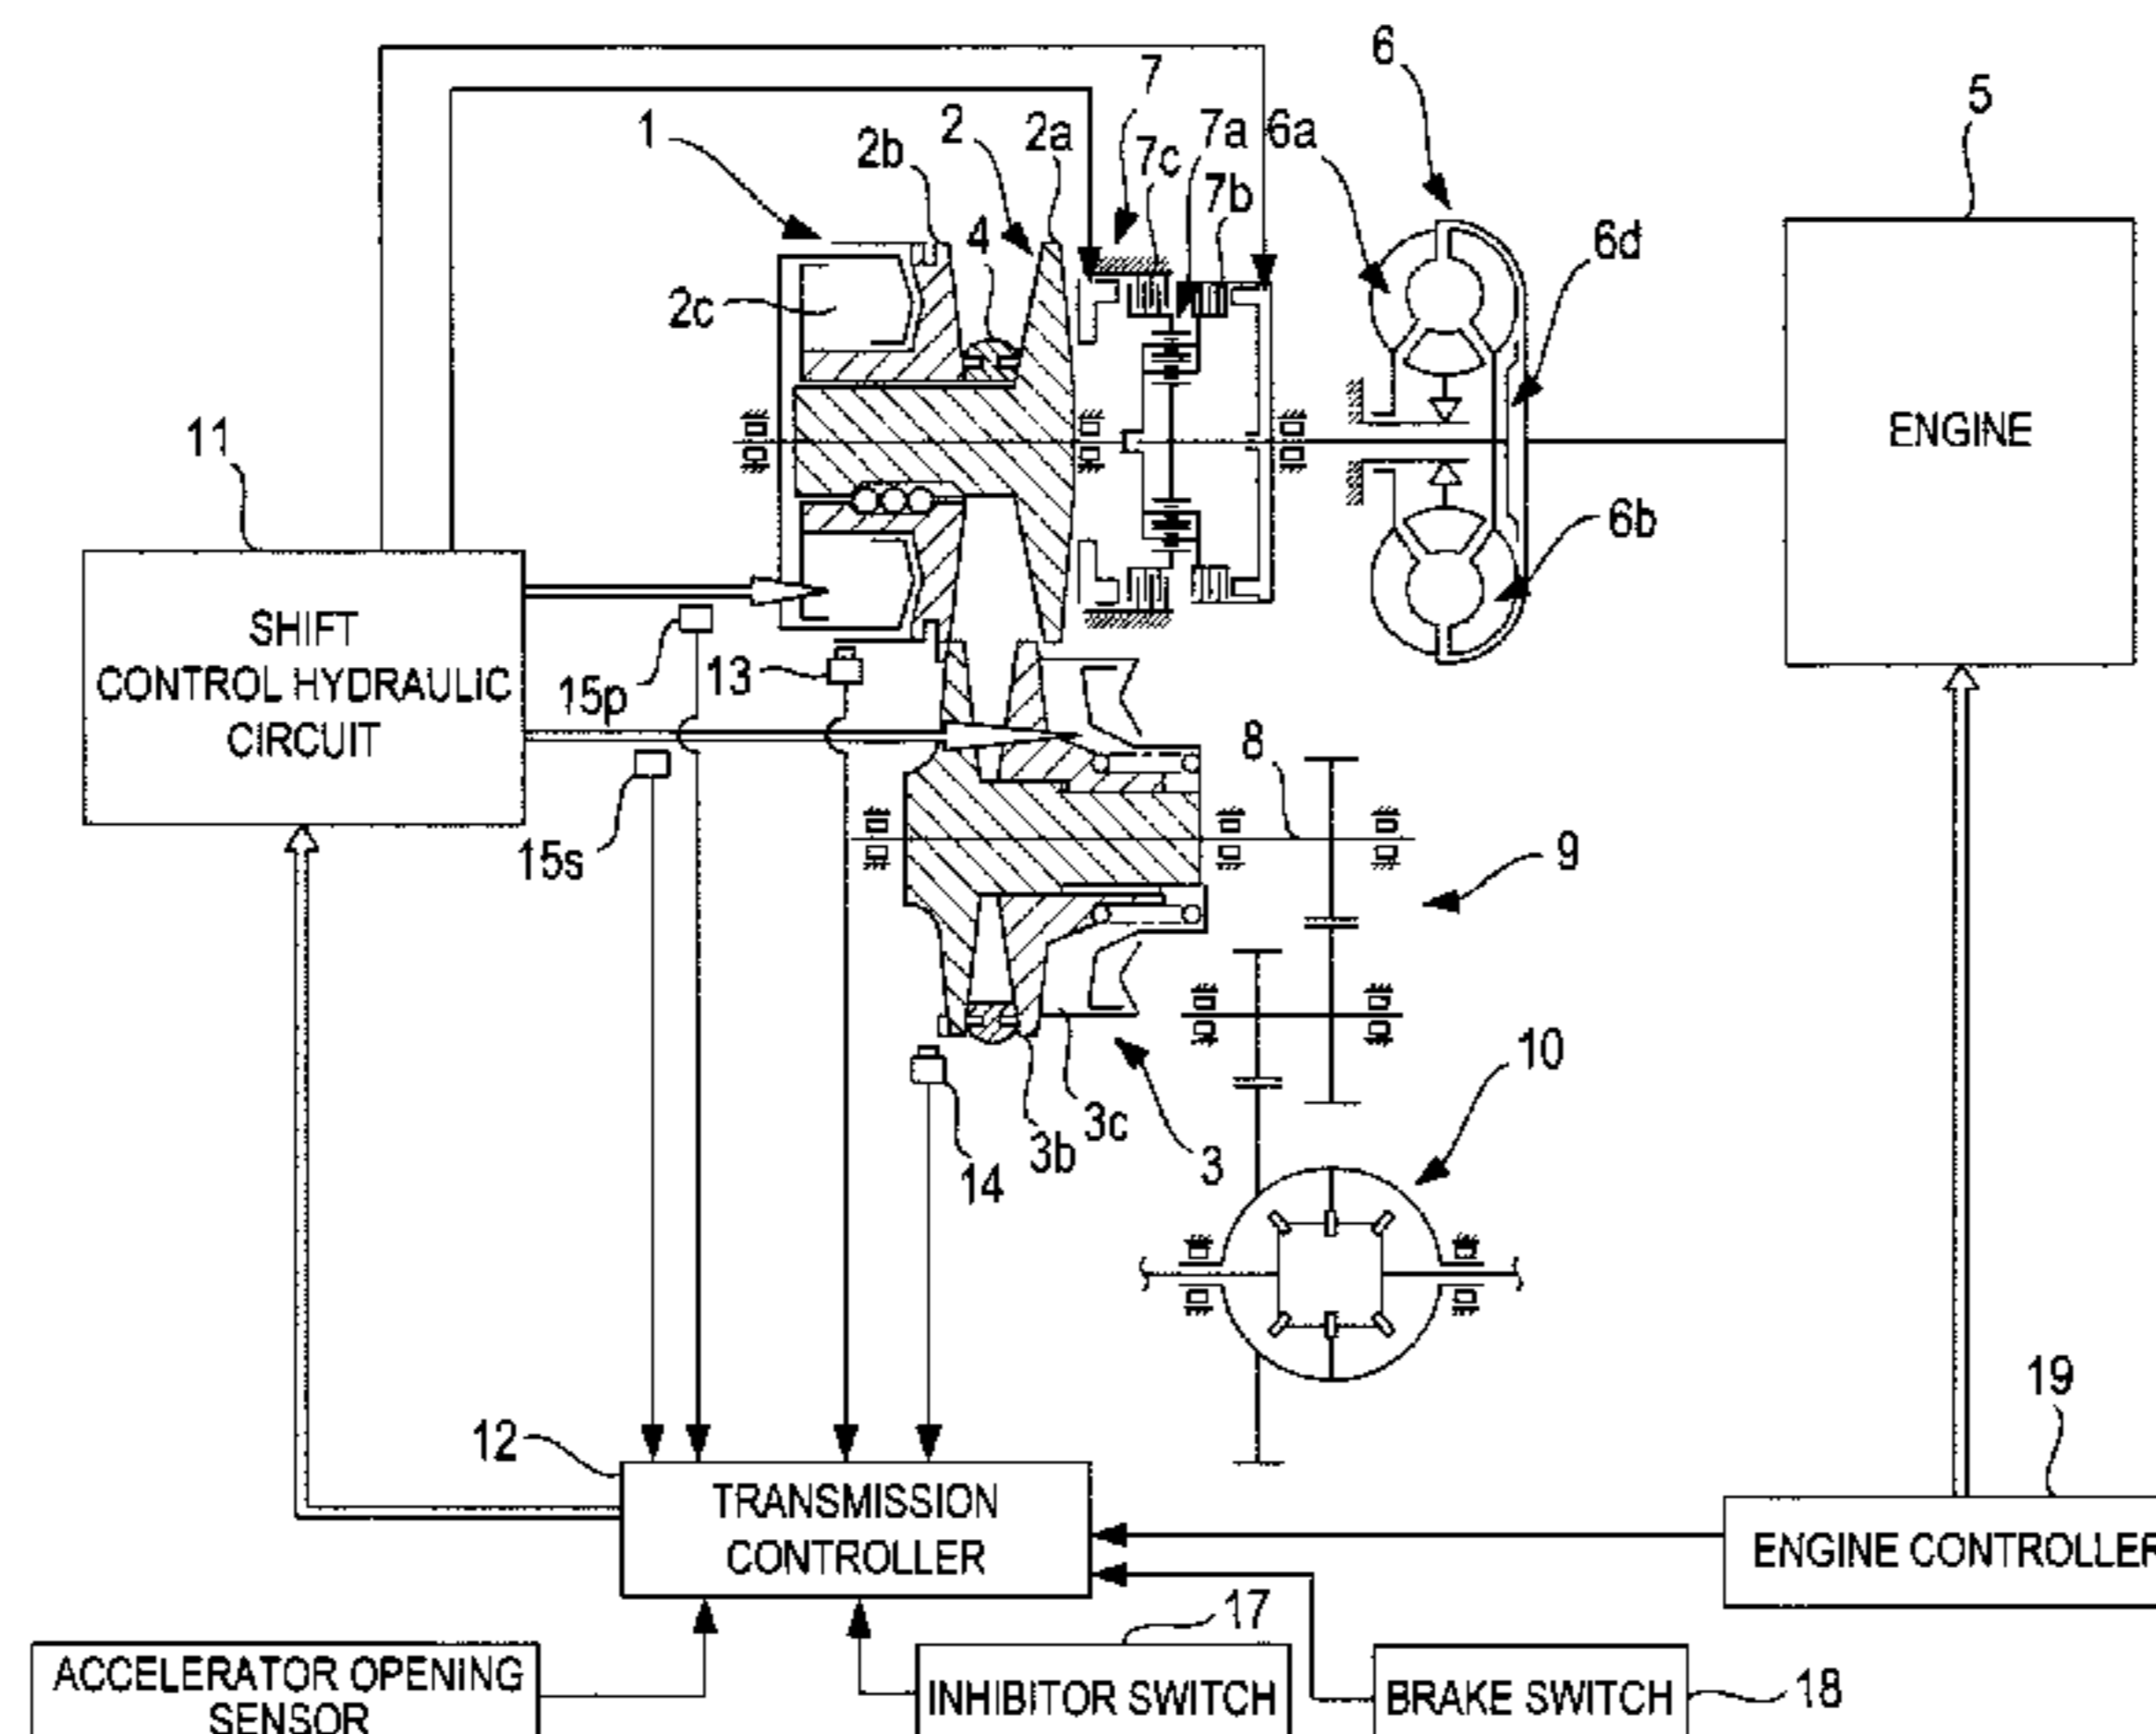 6
7
5
1
2b
2
2a
7a
6a
7c
7b
4
6d
2c
ENGINE
11
6b
SHIFT
CONTROL HYDRAULIC
CIRCUIT
15p
13
8
15s
9
10
3c
3b
3
14
19
12
TRANSMISSION
CONTROLLER
ENGINE CONTROLLER
17
ACCELERATOR OPENING
SENSOR
INHIBITOR SWITCH
BRAKE SWITCH
18